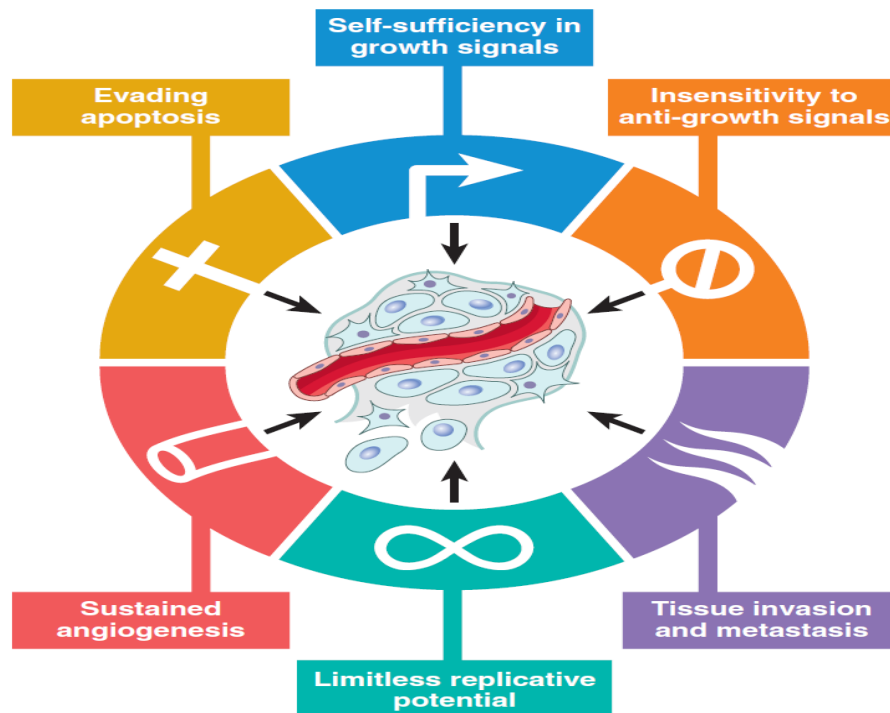 Self-sufficiency in
growth signals
Evading
apoptosis
Insensitivity to
anti-growth signals
Sustained
angiogenesis
Tissue invasion
and metastasis
Limitless replicative
potential